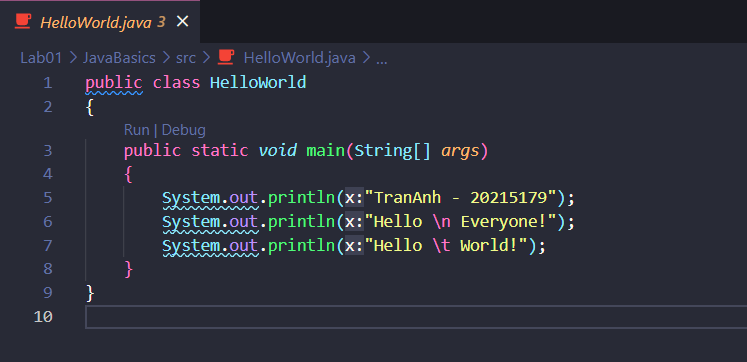 HelloWorld.java 3 ×
Lab01 > JavaBasics > src > HelloWorld.java > ...
1 public class HelloWorld
2 {
Run | Debug
3 public static void main(String[] args)
4 {
5 System.out.println(x:"TranAnh - 20215179");
6 System.out.println(x:"Hello \n Everyone!");
7 System.out.println(x:"Hello \t World!");
8 }
9 }
10